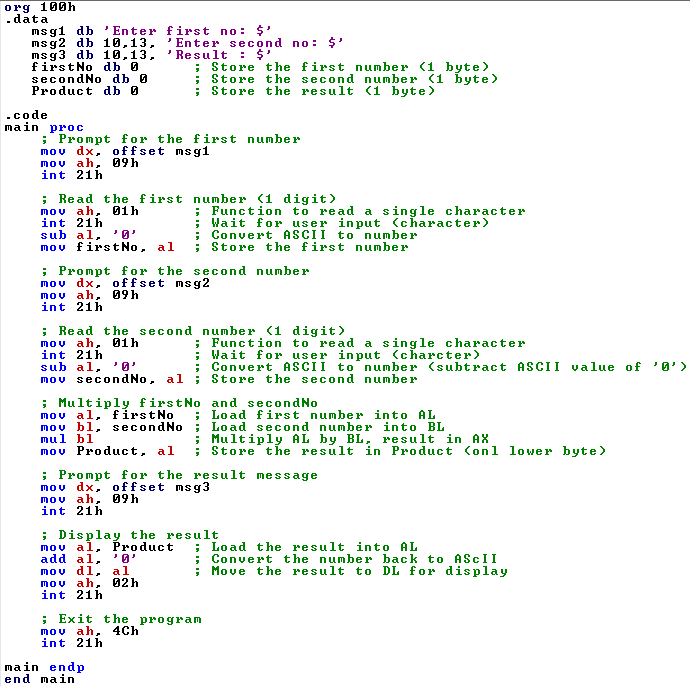 org 100h
.data
   msg1 db 'Enter first no: $'
   msg2 db 10,13, 'Enter second no: $'
   msg3 db 10,13, 'Result : $'
   firstNo db 0      ; Store the first number (1 byte)
   secondNo db 0     ; Store the second number (1 byte)
   Product db 0      ; Store the result (1 byte)

.code
main proc
    ; Prompt for the first number
    mov dx, offset msg1
    mov ah, 09h
    int 21h

    ; Read the first number (1 digit)
    mov ah, 01h      ; Function to read a single character
    int 21h          ; Wait for user input (character)
    sub al, '0'      ; Convert ASCII to number
    mov firstNo, al  ; Store the first number

    ; Prompt for the second number
    mov dx, offset msg2
    mov ah, 09h
    int 21h

    ; Read the second number (1 digit)
    mov ah, 01h      ; Function to read a single character
    int 21h          ; Wait for user input (charcter)
    sub al, '0'      ; Convert ASCII to number (subtract ASCII value of '0')
    mov secondNo, al ; Store the second number

    ; Multiply firstNo and secondNo
    mov al, firstNo  ; Load first number into AL
    mov bl, secondNo ; Load second number into BL
    mul bl           ; Multiply AL by BL, result in AX
    mov Product, al  ; Store the result in Product (onl lower byte)

    ; Prompt for the result message
    mov dx, offset msg3
    mov ah, 09h
    int 21h

    ; Display the result
    mov al, Product  ; Load the result into AL
    add al, '0'      ; Convert the number back to AScII
    mov dl, al       ; Move the result to DL for display
    mov ah, 02h
    int 21h

    ; Exit the program
    mov ah, 4Ch
    int 21h

main endp
end main